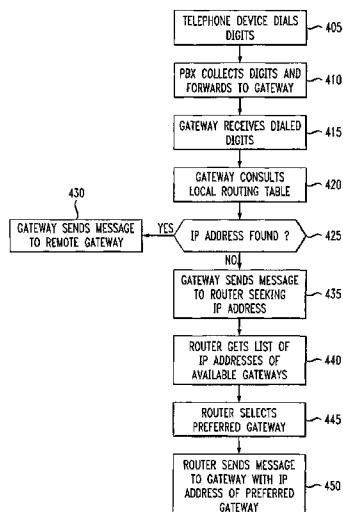 TELEPHONE DEVICE DIALS
DIGITS
405
PBX COLLECTS DIGITS AND
FORWARDS TO GATEWAY
410
GATEWAY RECEIVES DIALED
DIGITS
415
GATEWAY CONSULTS
LOCAL ROUTING TABLE
420
430
GATEWAY SENDS MESSAGE
TO REMOTE GATEWAY
YES
IP ADDRESS FOUND ?
425
NO
GATEWAY SENDS MESSAGE
TO ROUTER SEEKING
IP ADDRESS
435
ROUTER GETS LIST OF
IP ADDRESSES OF
AVAILABLE GATEWAYS
440
ROUTER SELECTS
PREFERRED GATEWAY
445
ROUTER SENDS MESSAGE
TO GATEWAY WITH IP
ADDRESS OF PREFERRED
GATEWAY
450